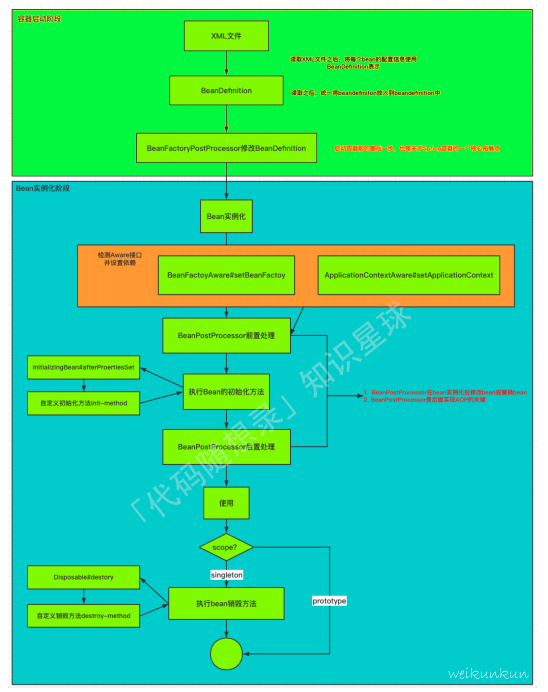 容器启动阶段
XML文件
读取XML文件之后，将每个bean的配置信息使用
BeanDefinition表示
BeanDefinition
读取之后，统一将beandefiniton放入到beandefinition中
BeanFactoryPostProcessor修改BeanDefinition
Bean实例化阶段
Bean实例化
检测Aware接口
并设置依赖
BeanFactoyAware#setBeanFactoy
ApplicationContextAware#setApplicationContext
BeanPostProcessor前置处理
InitializingBean#afterProertiesSet
执行Bean的初始化方法
自定义初始化方法init-method
1. BeanPostProcessor在bean实例化后修改bean或替换bean
2. BeanPostProcessor是后面实现AOP的关键
BeanPostProcessor后置处理
使用
scope?
singleton
prototype
Disposable#destory
执行bean销毁方法
自定义销毁方法destroy-method
「代码随想录」知识星球
weikunkun